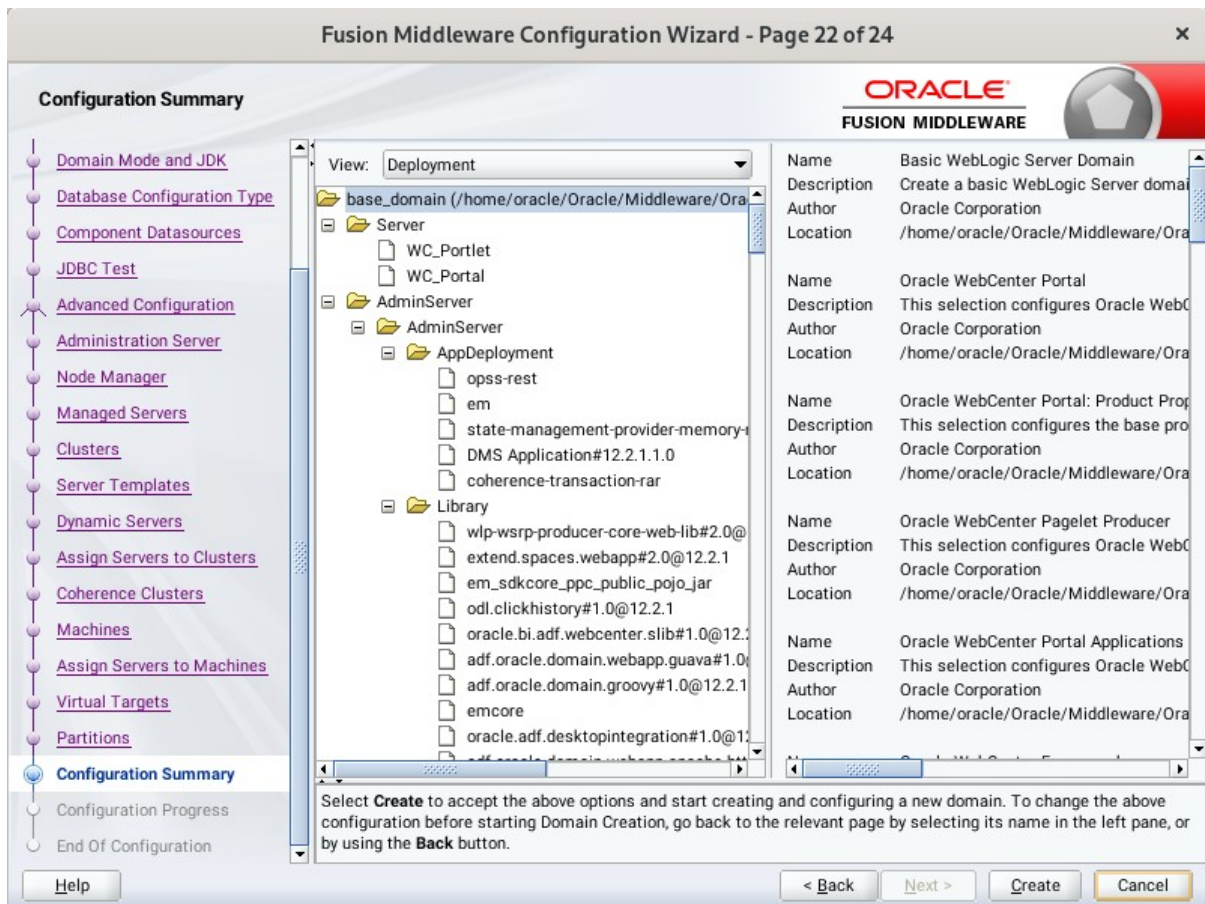 Fusion Middleware Configuration Wizard - Page 22 of 24
Configuration Summary
ORACLE
FUSION MIDDLEWARE
Domain Mode and JDK
Database Configuration Type
Component Datasources
JDBC Test
Advanced Configuration
Administration Server
Node Manager
Managed Servers
Clusters
Server Templates
Dynamic Servers
Assign Servers to Clusters
Coherence Clusters
Machines
Assign Servers to Machines
Virtual Targets
Partitions
Configuration Summary
Configuration Progress
End Of Configuration
View: Deployment
base_domain (/home/oracle/Oracle/Middleware/Ora
Server
WC_Portlet
WC_Portal
AdminServer
AdminServer
AppDeployment
opss-rest
em
state-management-provider-memory-
DMS Application#12.2.1.1.0
coherence-transaction-rar
Library
wlp-wsrp-producer-core-web-lib#2.0@
extend.spaces.webapp#2.0@12.2.1
em_sdkcore_ppc_public_pojo_jar
odl.clickhistory#1.0@12.2.1
oracle.bi.adf.webcenter.slib#1.0@12.
adf.oracle.domain.webapp.guava#1.0
adf.oracle.domain.groovy#1.0@12.2.1
emcore
oracle.adf.desktopintegration#1.0@1
Name Basic WebLogic Server Domain
Description Create a basic WebLogic Server domai
Author Oracle Corporation
Location /home/oracle/Oracle/Middleware/Ora
Name Oracle WebCenter Portal
Description This selection configures Oracle Web
Author Oracle Corporation
Location /home/oracle/Oracle/Middleware/Ora
Name Oracle WebCenter Portal: Product Prop
Description This selection configures the base pro
Author Oracle Corporation
Location /home/oracle/Oracle/Middleware/Ora
Name Oracle WebCenter Pagelet Producer
Description This selection configures Oracle Web
Author Oracle Corporation
Location /home/oracle/Oracle/Middleware/Ora
Name Oracle WebCenter Portal Applications
Description This selection configures Oracle Web
Author Oracle Corporation
Location /home/oracle/Oracle/Middleware/Ora
Select Create to accept the above options and start creating and configuring a new domain. To change the above
configuration before starting Domain Creation, go back to the relevant page by selecting its name in the left pane, or
by using the Back button.
Help
< Back
Next >
Create
Cancel